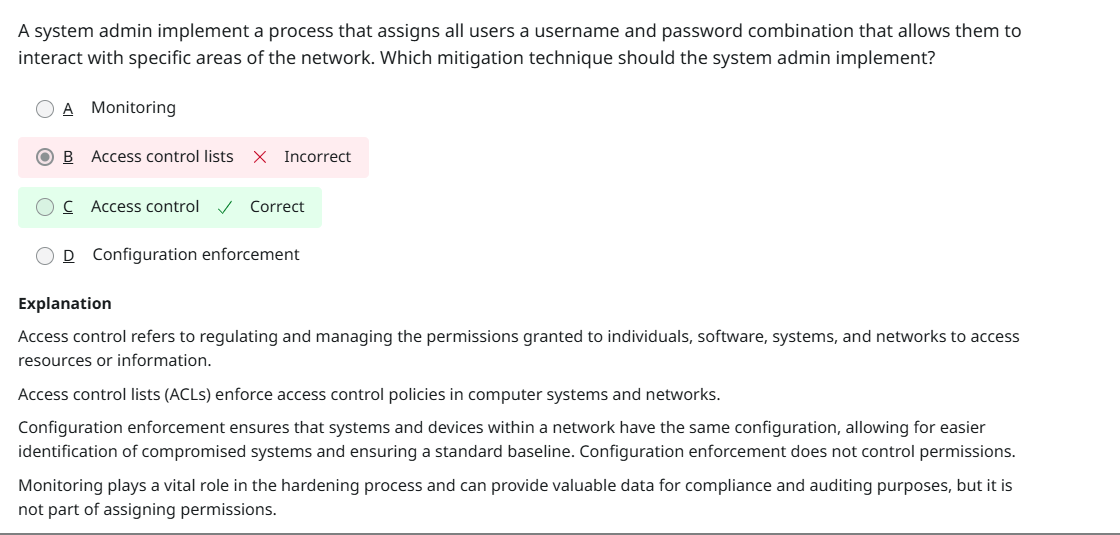 A system admin implement a process that assigns all users a username and password combination that allows them to
interact with specific areas of the network. Which mitigation technique should the system admin implement?
A Monitoring
B Access control lists Incorrect
C Access control Correct
D Configuration enforcement
Explanation
Access control refers to regulating and managing the permissions granted to individuals, software, systems, and networks to access
resources or information.
Access control lists (ACLs) enforce access control policies in computer systems and networks.
Configuration enforcement ensures that systems and devices within a network have the same configuration, allowing for easier
identification of compromised systems and ensuring a standard baseline. Configuration enforcement does not control permissions.
Monitoring plays a vital role in the hardening process and can provide valuable data for compliance and auditing purposes, but it is
not part of assigning permissions.